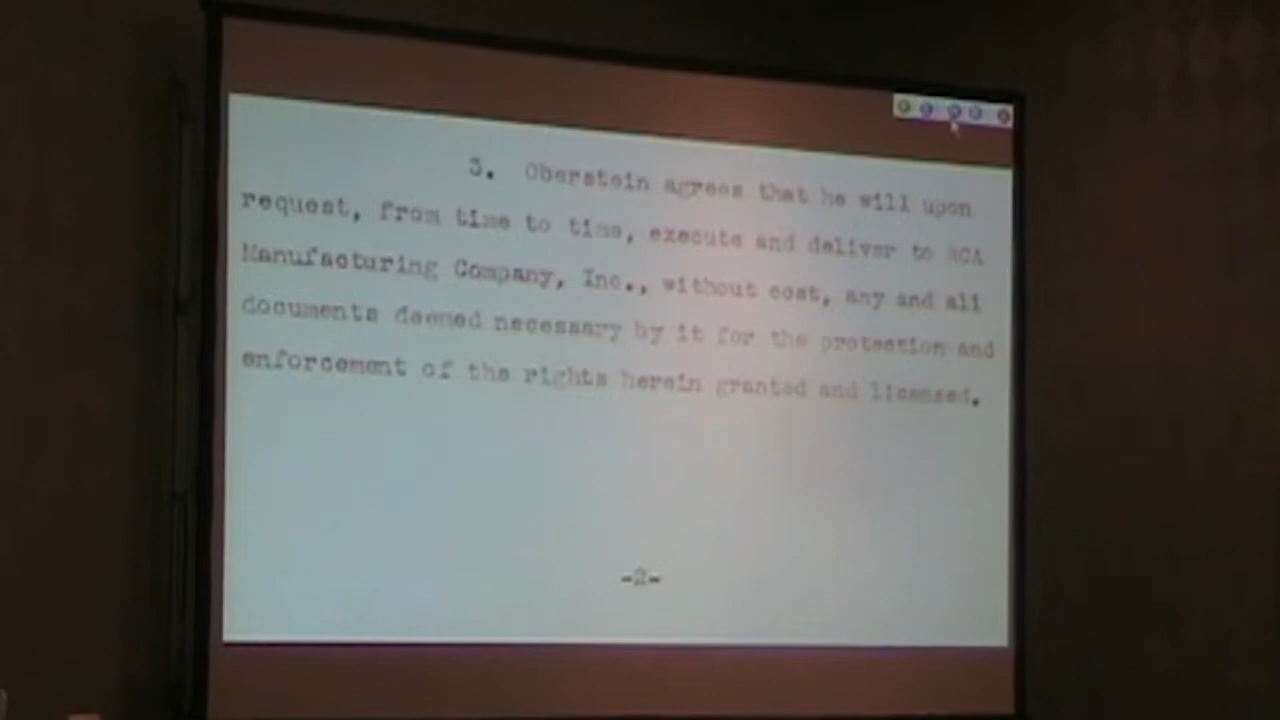 3. Oberstein agrees that he will upon
request, from time to time, execute and deliver to RCA
Manufacturing Company, Inc., without cost, any and all
documents deemed necessary by it for the protection and
enforcement of the rights herein granted and licensed.
-2-